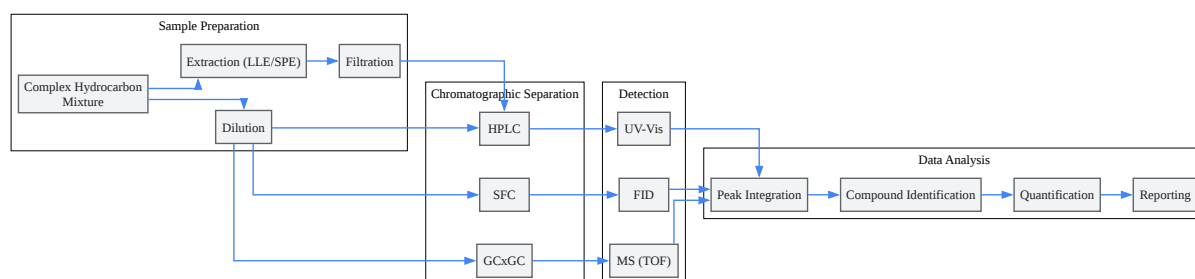 Sample Preparation
Extraction (LLE/SPE)
Filtration
Complex Hydrocarbon
Mixture
Dilution
Chromatographic Separation
HPLC
SFC
GCxGC
Detection
UV-Vis
FID
MS (TOF)
Data Analysis
Peak Integration
Compound Identification
Quantification
Reporting